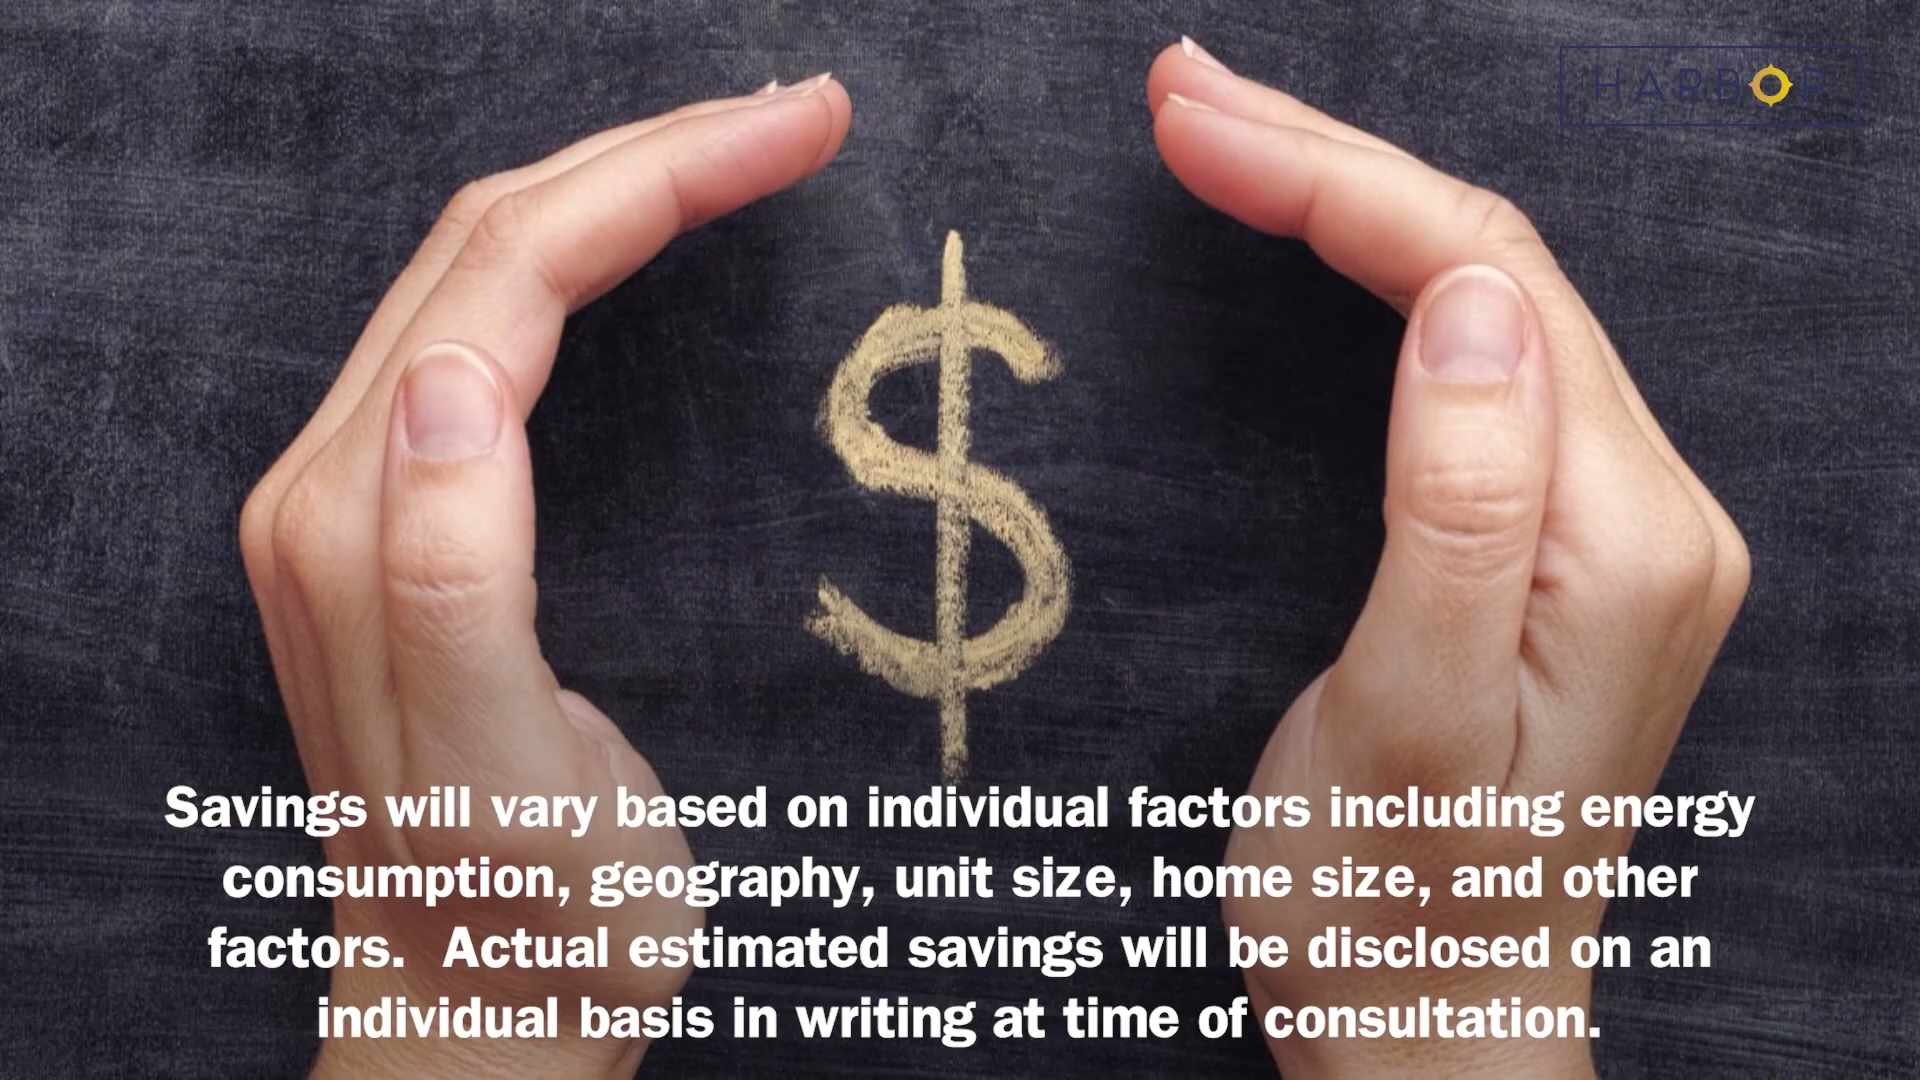 HARBOR
$
Savings will vary based on individual factors including energy
consumption, geography, unit size, home size, and other
factors.  Actual estimated savings will be disclosed on an
individual basis in writing at time of consultation.